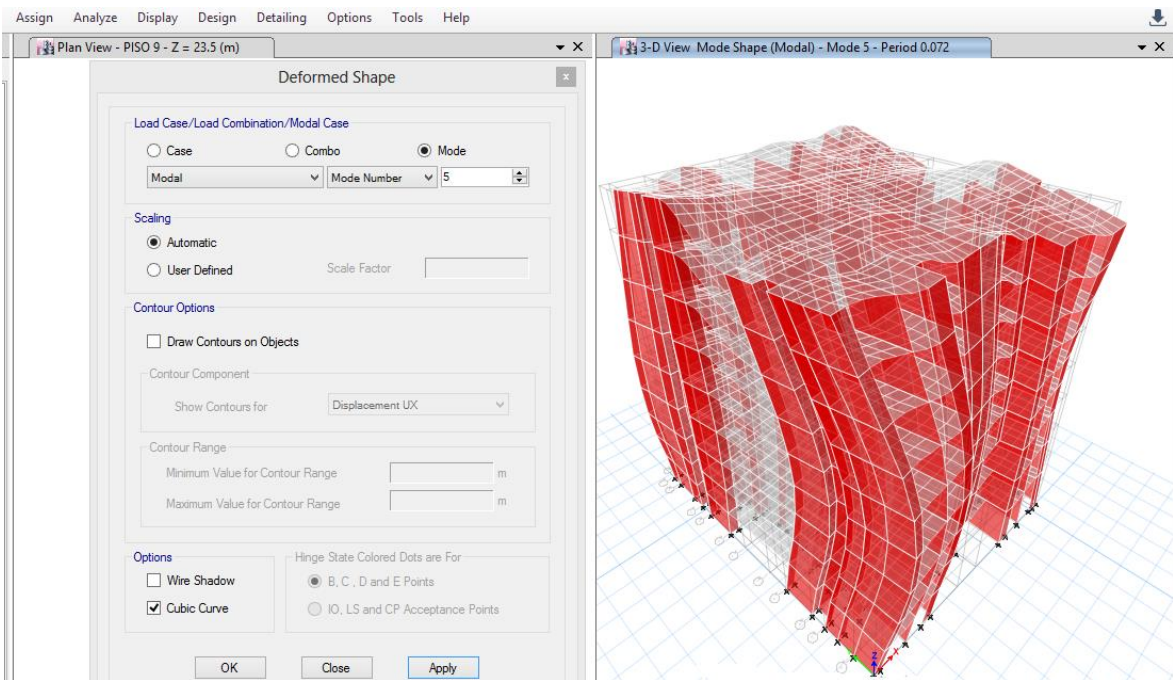 Assign Analyze Display Design Detailing Options Tools Help
Plan View - PISO 9 - Z = 23.5 (m)
3-D View Mode Shape (Modal) - Mode 5 - Period 0.072
Deformed Shape
Load Case/Load Combination/Modal Case
Case Combo Mode
Modal Mode Number 5
Scaling
Automatic
User Defined Scale Factor
Contour Options
Draw Contours on Objects
Contour Component
Show Contours for Displacement UX
Contour Range
Minimum Value for Contour Range m
Maximum Value for Contour Range m
Options
Wire Shadow
Cubic Curve
Hinge State Colored Dots are For
B, C , D and E Points
IO, LS and CP Acceptance Points
OK Close Apply
Z X